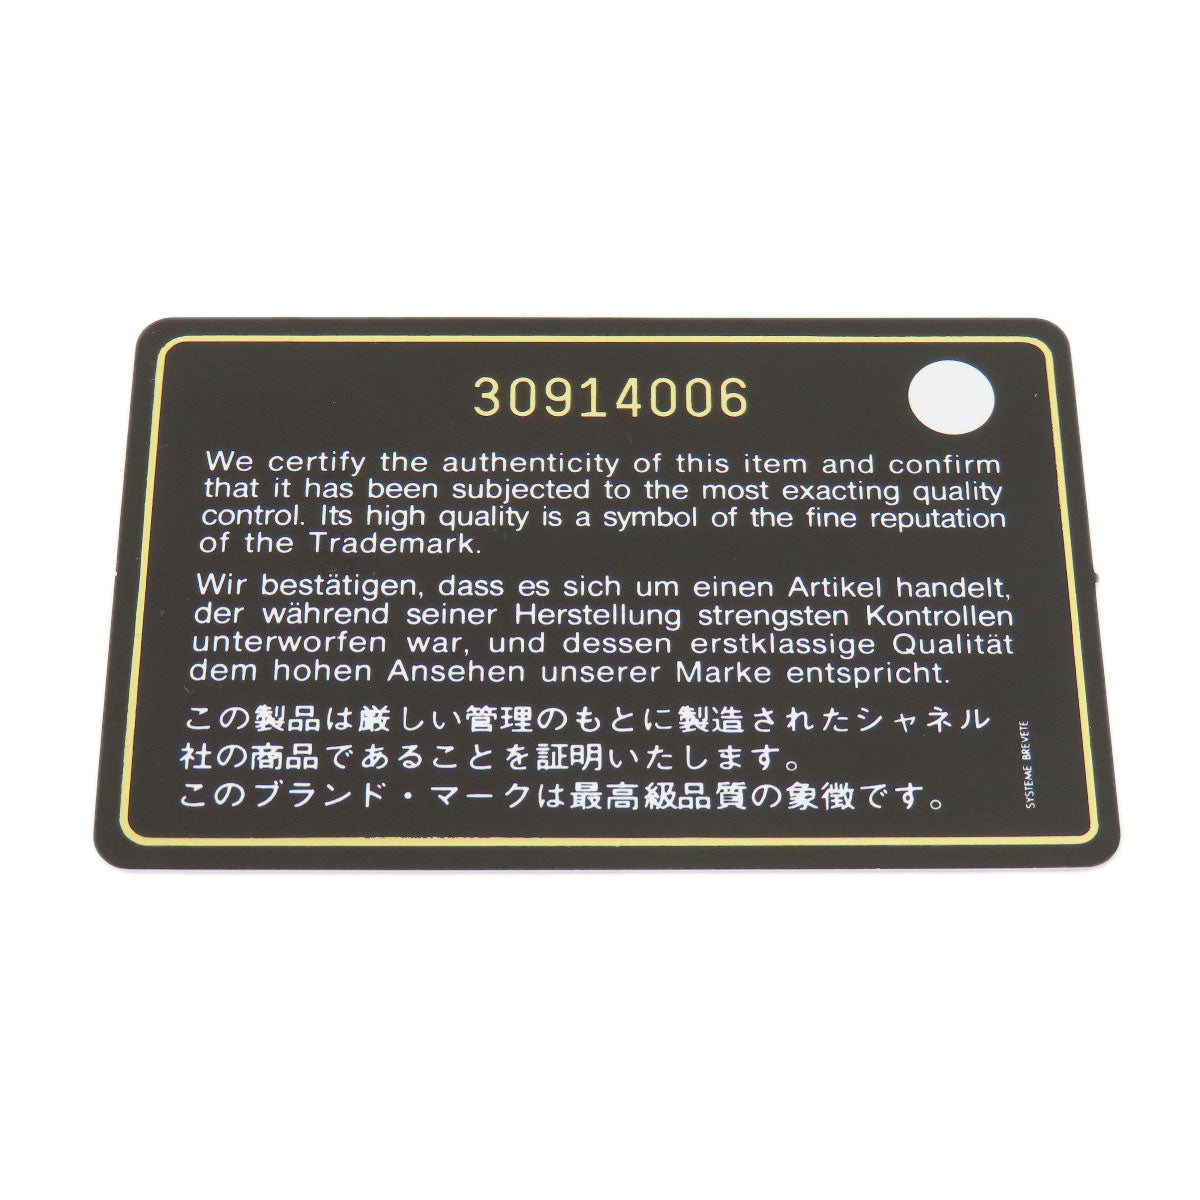 30914006
We certify the authenticity of this item and confirm
that it has been subjected to the most exacting quality
control. Its high quality is a symbol of the fine reputation
of the Trademark.
Wir bestätigen, dass es sich um einen Artikel handelt,
der während seiner Herstellung strengsten Kontrollen
unterworfen war, und dessen erstklassige Qualität
dem hohen Ansehen unserer Marke entspricht.
この製品は厳しい管理のもとに製造されたシャネル
社の商品であることを証明いたします。
このブランド・マークは最高級品質の象徴です。
SYSTEME BREVETE